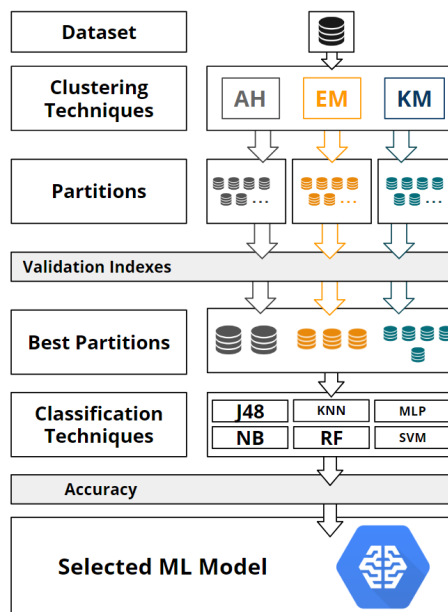 Dataset
Clustering
Techniques
AH
EM
KM
Partitions
...
...
...
Validation Indexes
Best Partitions
Classification
Techniques
J48
KNN
MLP
NB
RF
SVM
Accuracy
Selected ML Model